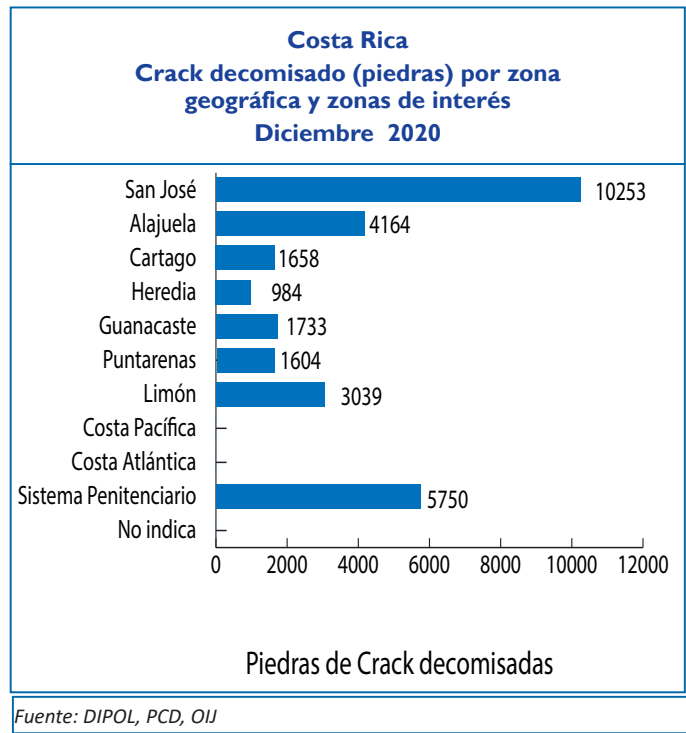 Costa Rica
Crack decomisado (piedras) por zona
geográfica y zonas de interés
Diciembre 2020
San José 10253
Alajuela 4164
Cartago 1658
Heredia 984
Guanacaste 1733
Puntarenas 1604
Limón 3039
Costa Pacífica
Costa Atlántica
Sistema Penitenciario 5750
No indica
0 2000 4000 6000 8000 10000 12000
Piedras de Crack decomisadas
Fuente: DIPOL, PCD, OIJ